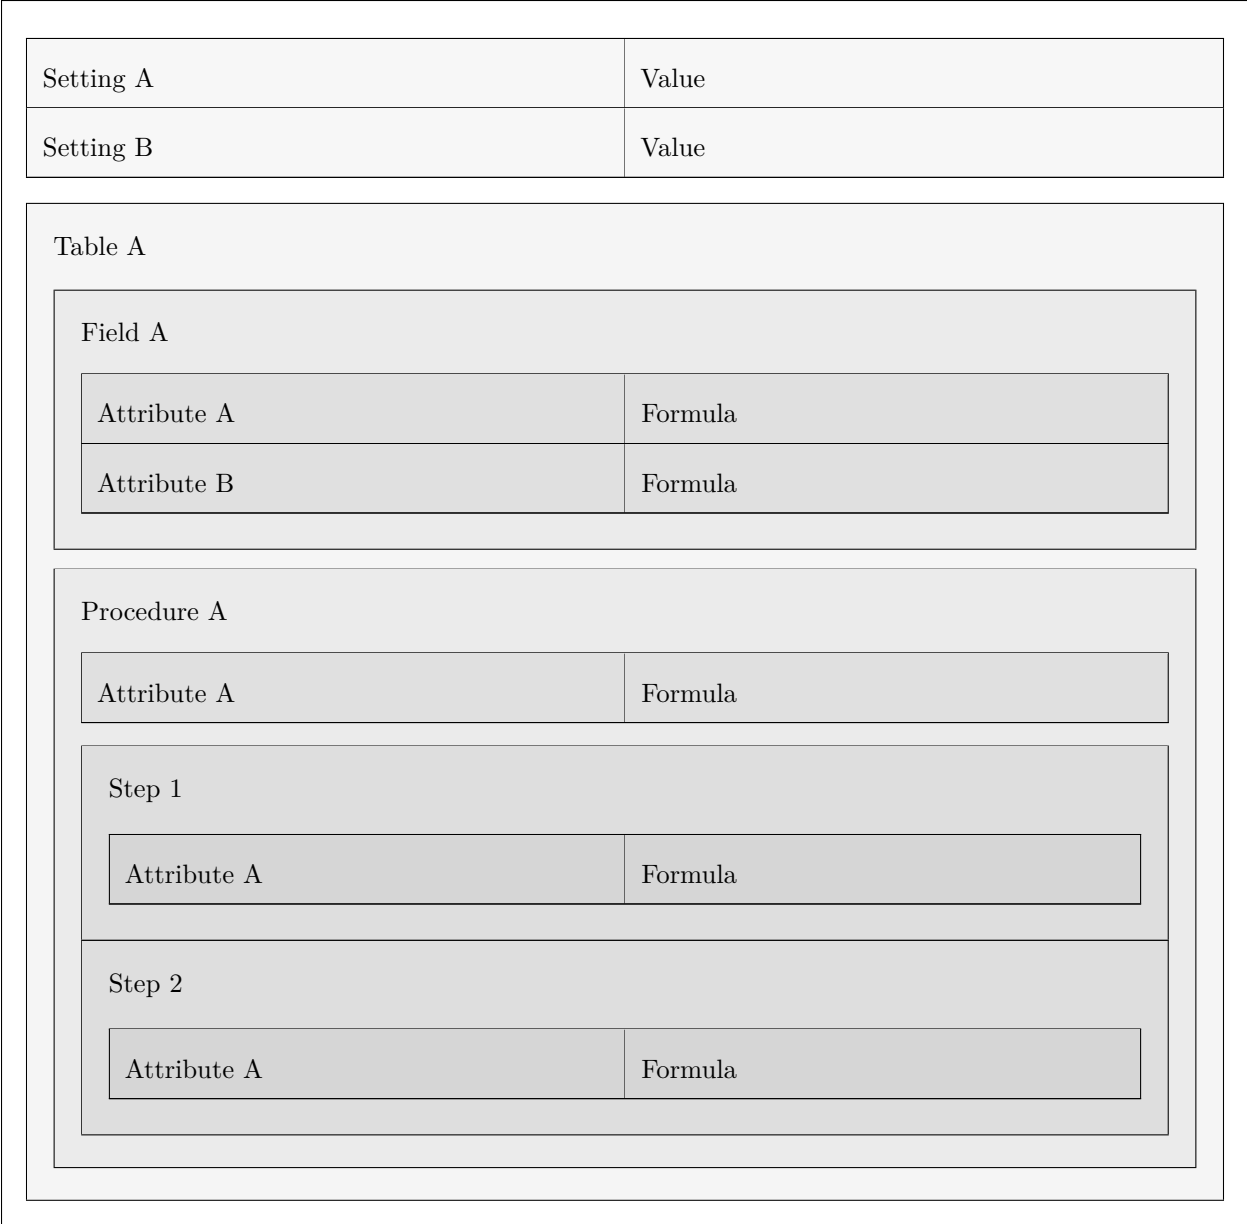 Setting A Value
Setting B Value
Table A
Field A
Attribute A Formula
Attribute B Formula
Procedure A
Attribute A Formula
Step 1
Attribute A Formula
Step 2
Attribute A Formula